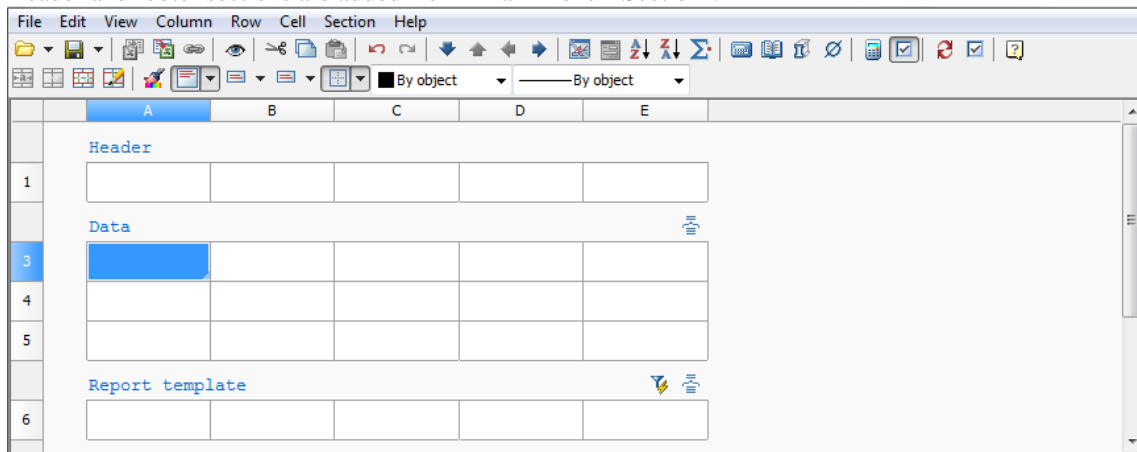 File Edit View Column Row Cell Section Help
By object By object
A B C D E
Header
1
Data
3
4
5
Report template
6